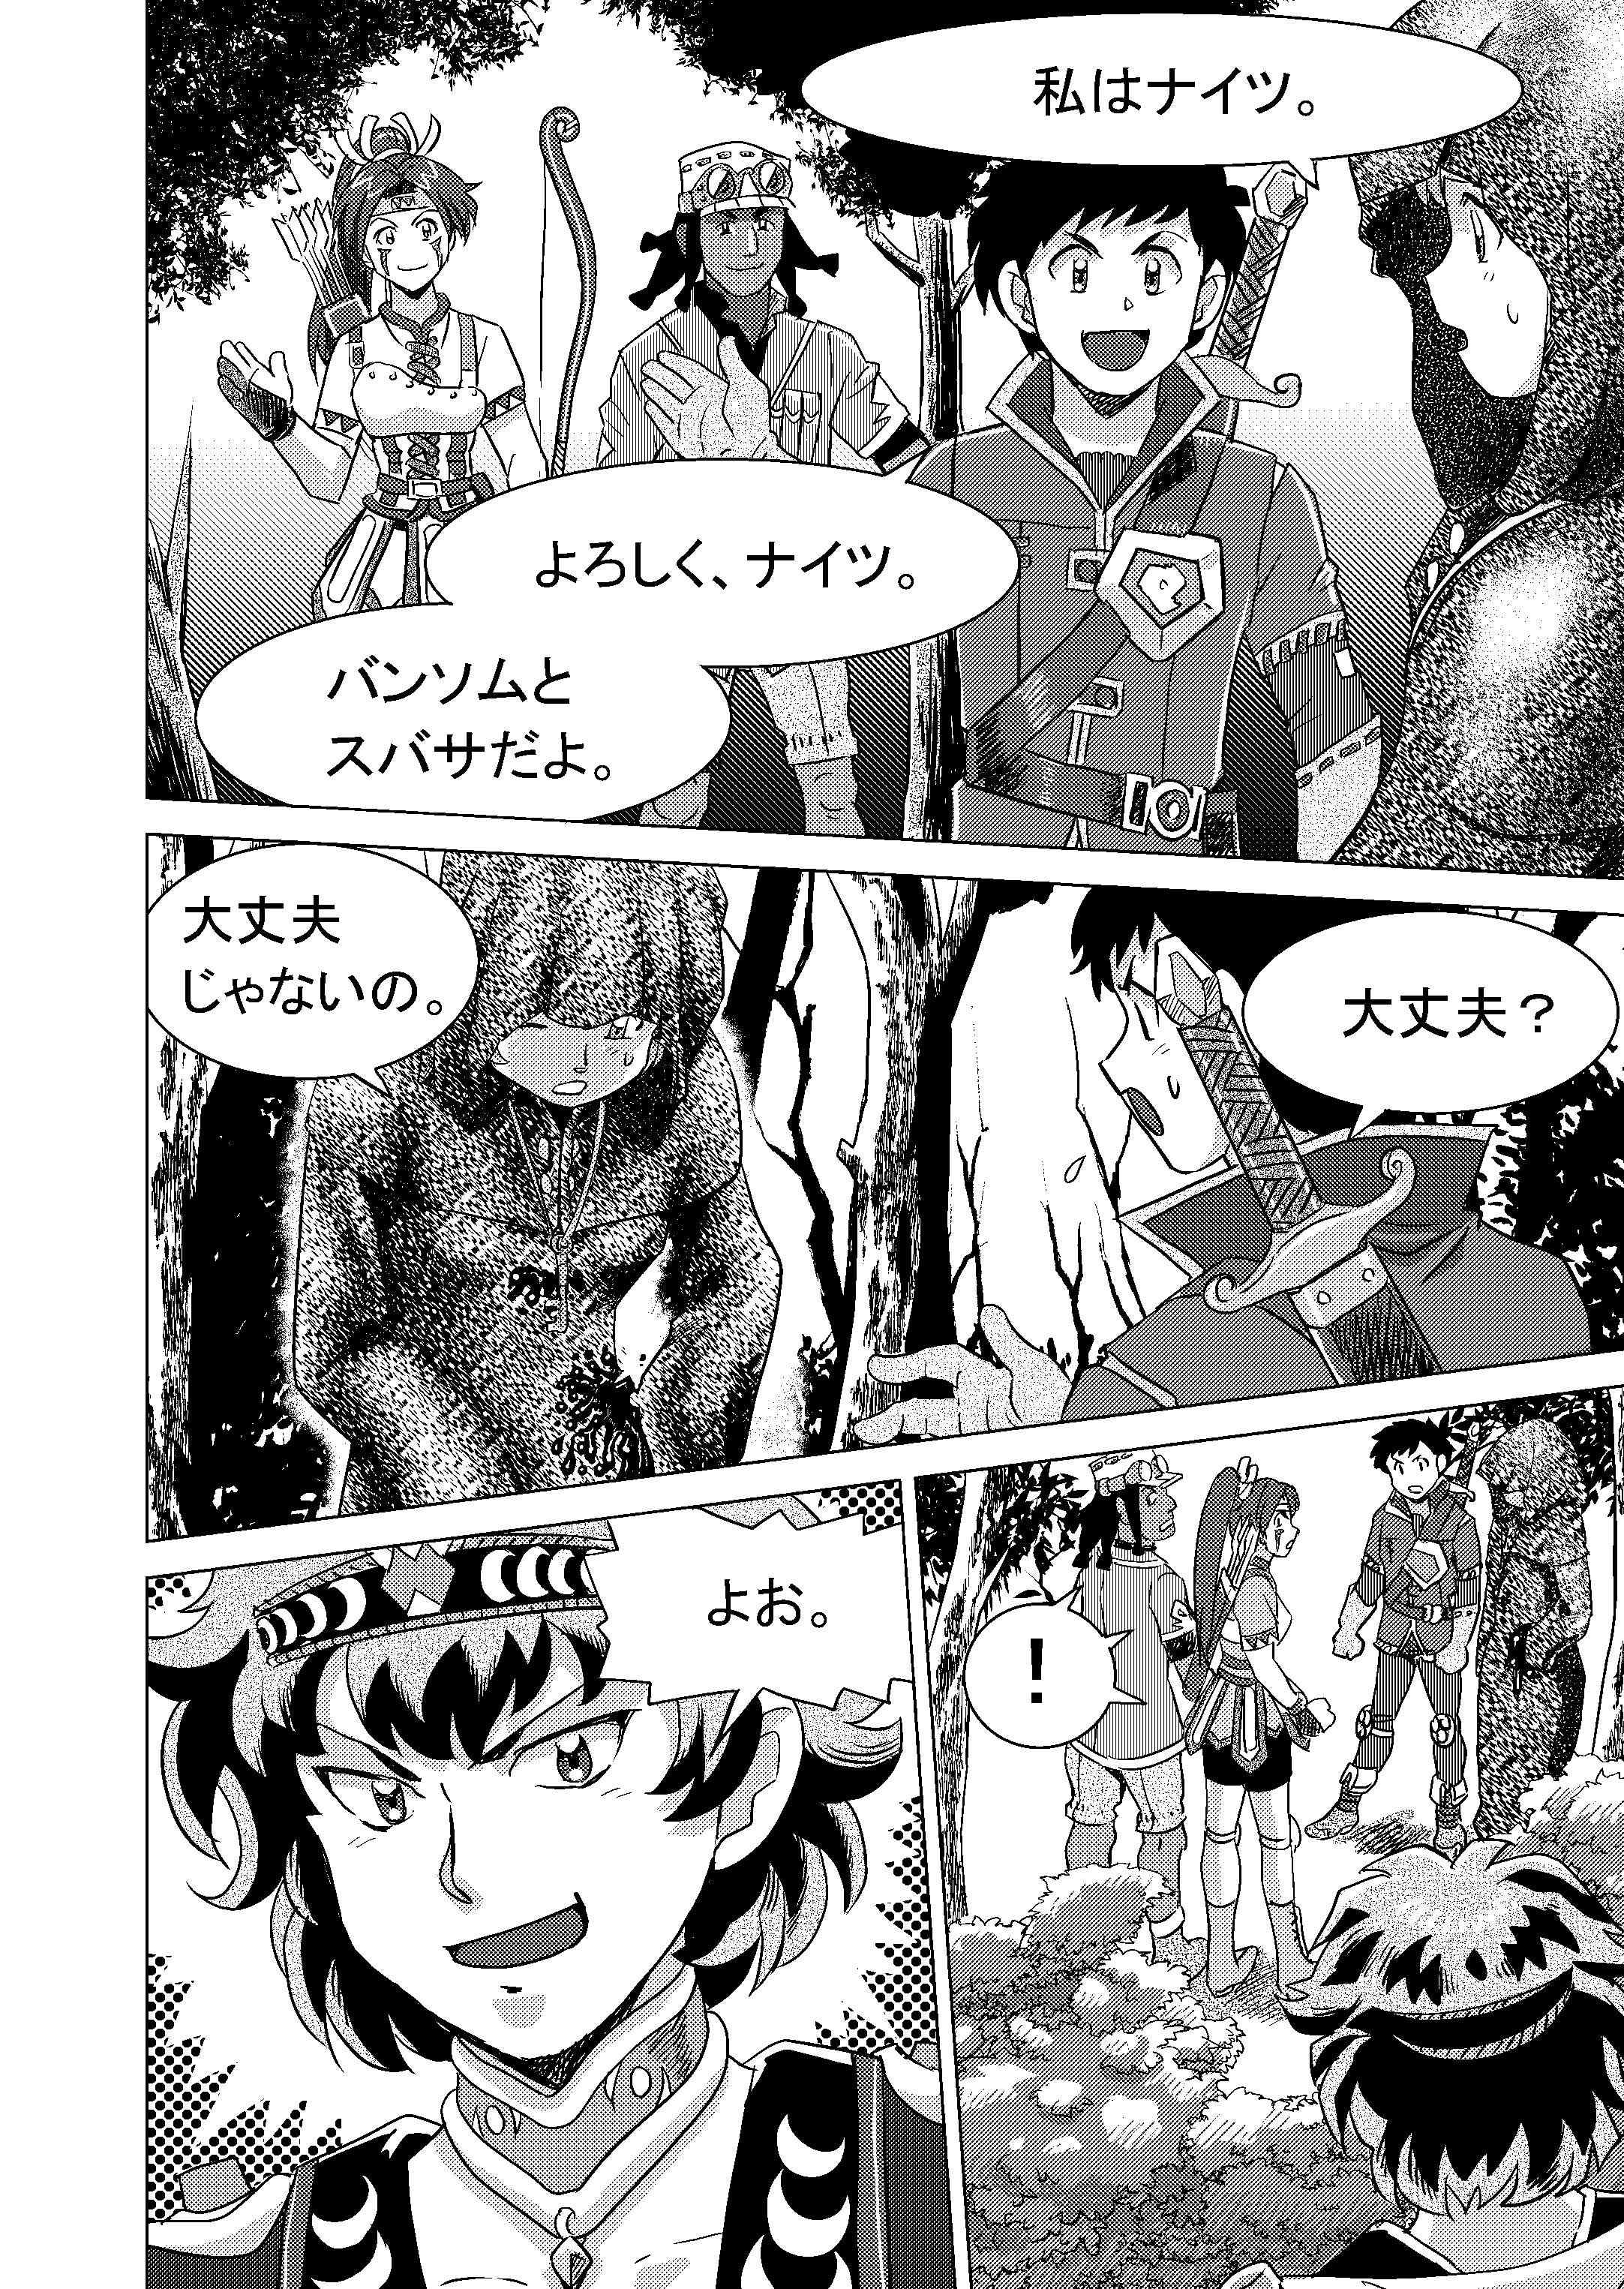 私はナイツ。
よろしく、ナイツ。
バンソムと
スバサだよ。
大丈夫？
大丈夫
じゃないの。
！
よお。